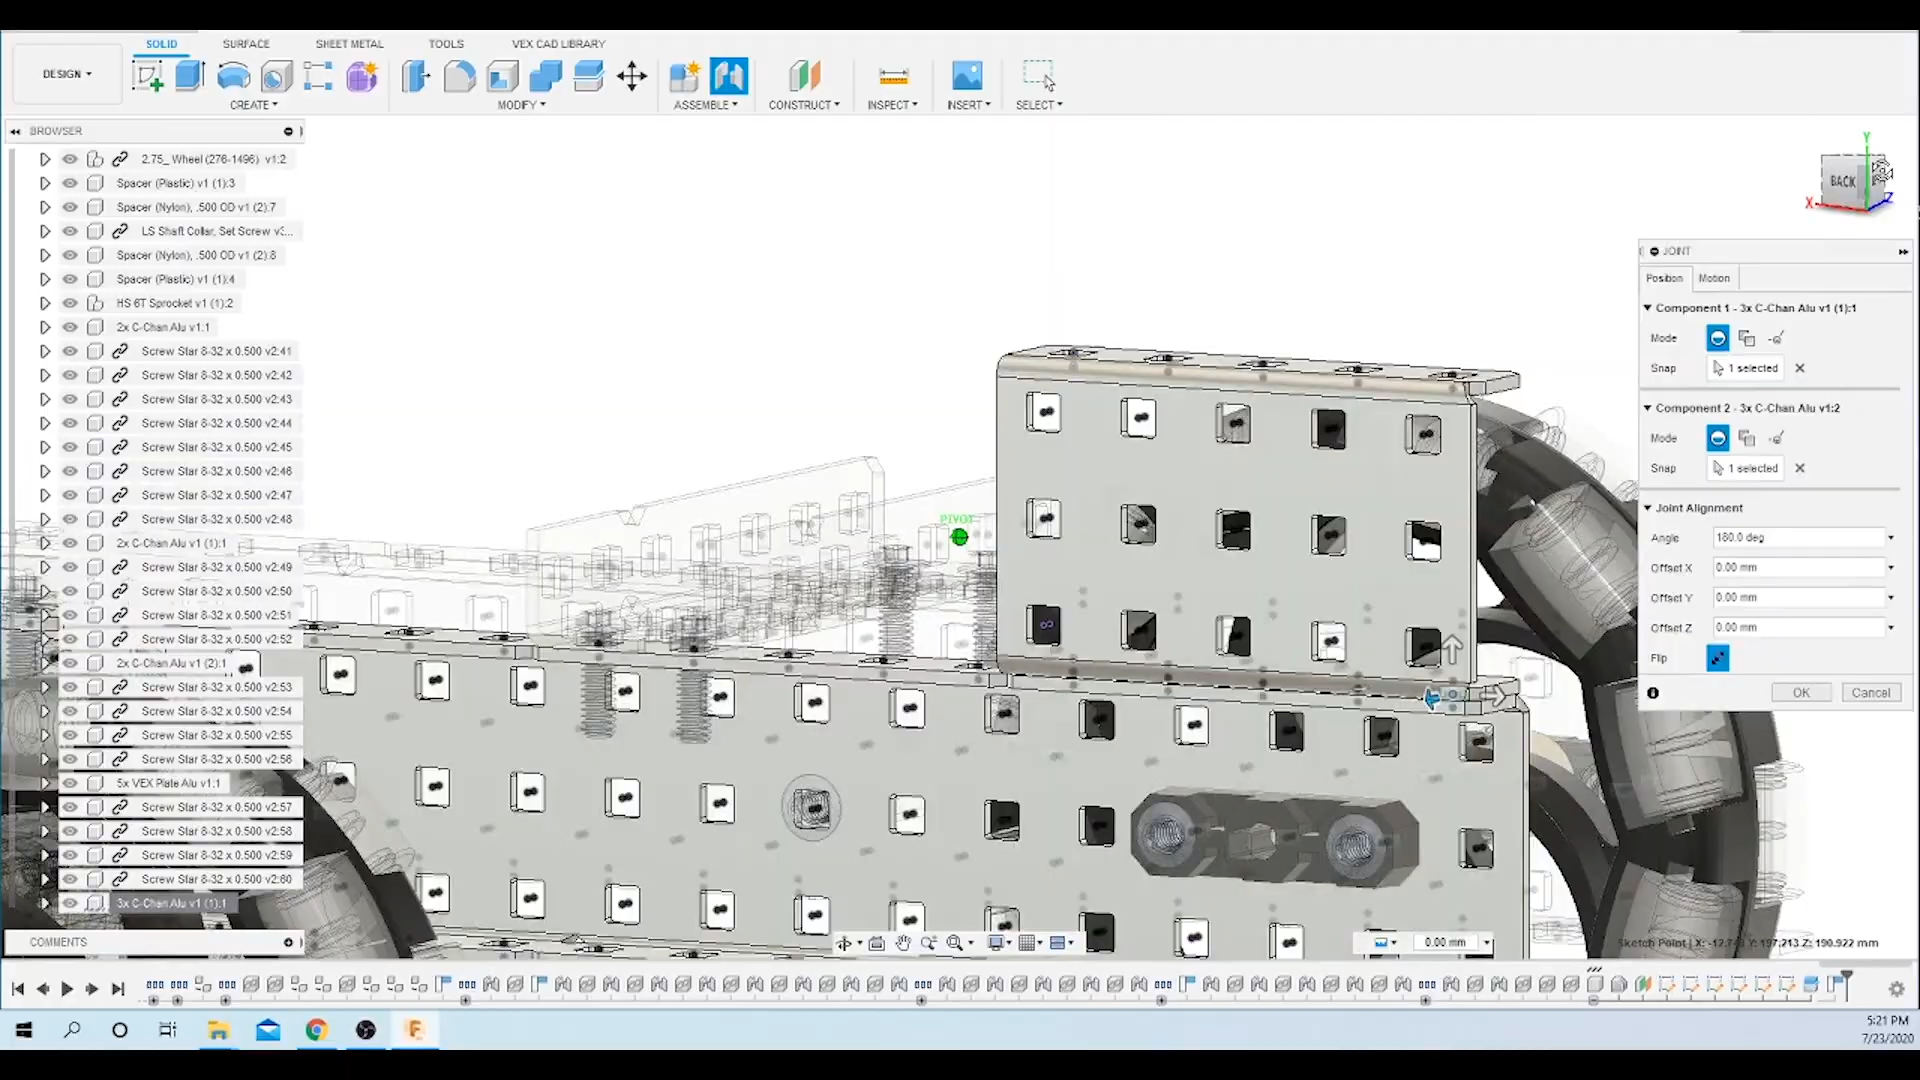 SOLID SURFACE SHEET METAL TOOLS VEX CAD LIBRARY
DESIGN
CREATE MODIFY ASSEMBLE CONSTRUCT INSPECT INSERT SELECT
BROWSER
2.75_ Wheel (276-1496) v1:2
Spacer (Plastic) v1 (1):3
Spacer (Nylon), .500 OD v1 (2):7
LS Shaft Collar, Set Screw v3...
Spacer (Nylon), .500 OD v1 (2):8
Spacer (Plastic) v1 (1):4
HS 6T Sprocket v1 (1):2
2x C-Chan Alu v1:1
Screw Star 8-32 x 0.500 v2:41
Screw Star 8-32 x 0.500 v2:42
Screw Star 8-32 x 0.500 v2:43
Screw Star 8-32 x 0.500 v2:44
Screw Star 8-32 x 0.500 v2:45
Screw Star 8-32 x 0.500 v2:46
Screw Star 8-32 x 0.500 v2:47
Screw Star 8-32 x 0.500 v2:48
2x C-Chan Alu v1 (1):1
Screw Star 8-32 x 0.500 v2:49
Screw Star 8-32 x 0.500 v2:50
Screw Star 8-32 x 0.500 v2:51
Screw Star 8-32 x 0.500 v2:52
2x C-Chan Alu v1 (2):1
Screw Star 8-32 x 0.500 v2:53
Screw Star 8-32 x 0.500 v2:54
Screw Star 8-32 x 0.500 v2:55
Screw Star 8-32 x 0.500 v2:56
5x VEX Plate Alu v1:1
Screw Star 8-32 x 0.500 v2:57
Screw Star 8-32 x 0.500 v2:58
Screw Star 8-32 x 0.500 v2:59
Screw Star 8-32 x 0.500 v2:60
3x C-Chan Alu v1 (1):1
COMMENTS
PIVOT
Y
BACK
X
Z
JOINT
Position Motion
Component 1 - 3x C-Chan Alu v1 (1):1
Mode
Snap 1 selected
Component 2 - 3x C-Chan Alu v1:2
Mode
Snap 1 selected
Joint Alignment
Angle 180.0 deg
Offset X 0.00 mm
Offset Y 0.00 mm
Offset Z 0.00 mm
Flip
OK Cancel
0.00 mm
5:21 PM
7/23/2020